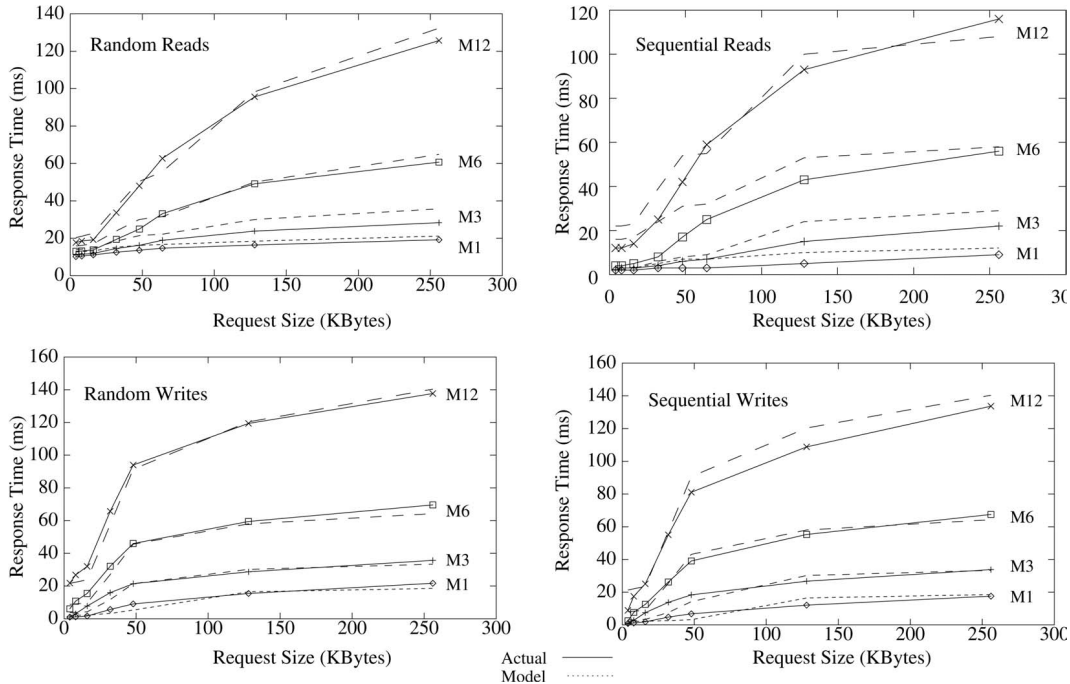 140
120
100
80
60
40
20
0
0 50 100 150 200 250 300
Response Time (ms)
Request Size (KBytes)
Random Reads
M12
M6
M3
M1
120
100
80
60
40
20
0
0 50 100 150 200 250 300
Response Time (ms)
Request Size (KBytes)
Sequential Reads
M12
M6
M3
M1
160
140
120
100
80
60
40
20
0
0 50 100 150 200 250 300
Response Time (ms)
Request Size (KBytes)
Random Writes
M12
M6
M3
M1
160
140
120
100
80
60
40
20
0
0 50 100 150 200 250 300
Response Time (ms)
Request Size (KBytes)
Sequential Writes
M12
M6
M3
M1
Actual
Model